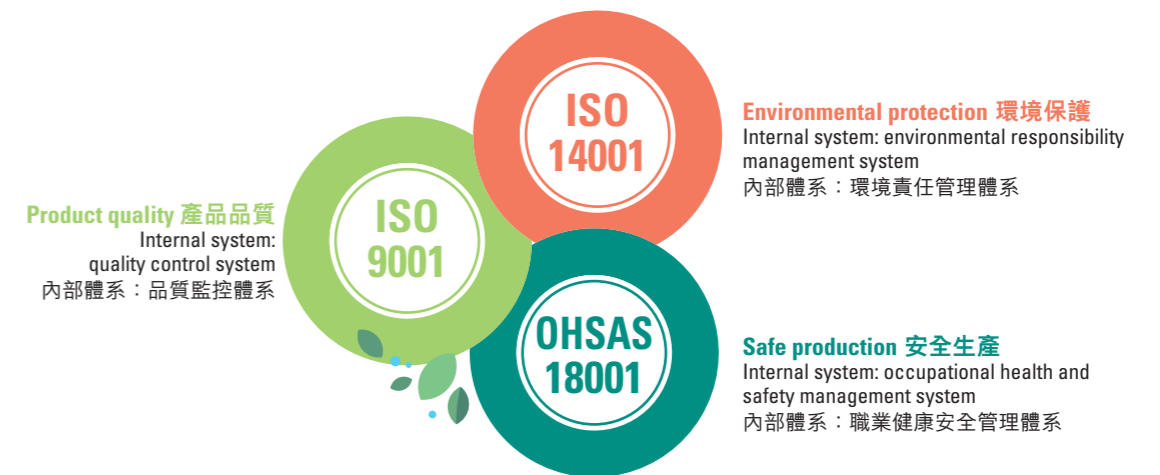 ISO
14001
Environmental protection 環境保護
Internal system: environmental responsibility
management system
內部體系：環境責任管理體系
ISO
9001
Product quality 產品品質
Internal system:
quality control system
內部體系：品質監控體系
OHSAS
18001
Safe production 安全生產
Internal system: occupational health and
safety management system
內部體系：職業健康安全管理體系